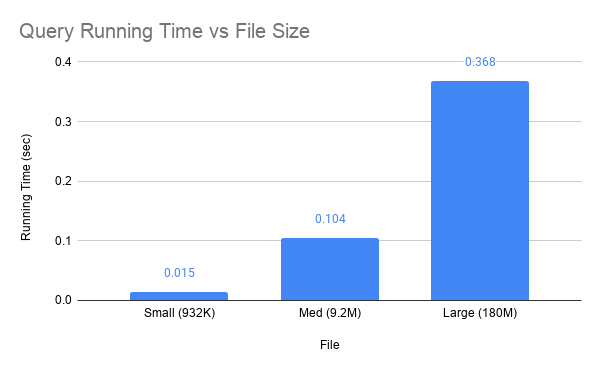 Query Running Time vs File Size
0.4
0.3
0.2
0.1
0.0
Running Time (sec)
0.015
0.104
0.368
Small (932K)
Med (9.2M)
Large (180M)
File